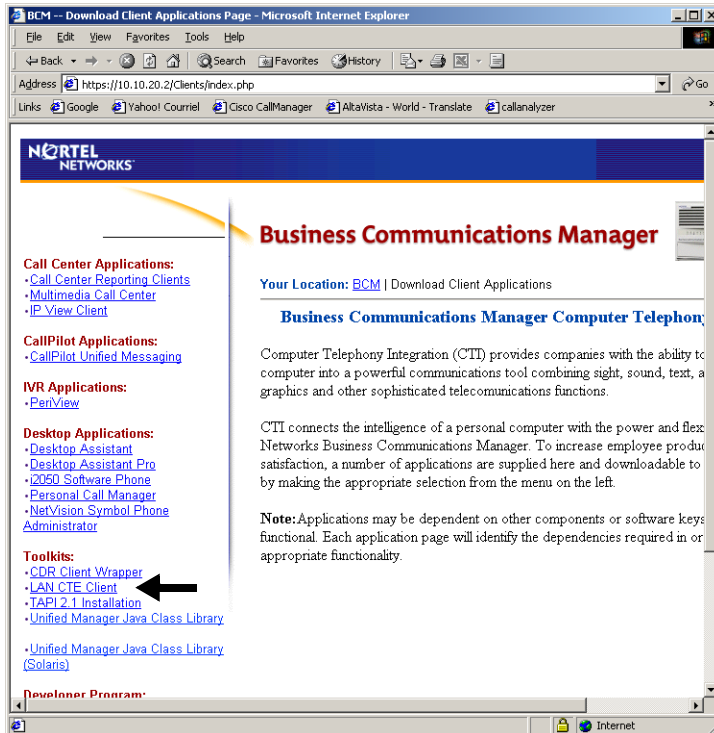 BCM -- Download Client Applications Page - Microsoft Internet Explorer
File Edit View Favorites Tools Help
Back Search Favorites History
Address https://10.10.20.2/Clients/index.php Go
Links Google Yahoo! Courriel Cisco CallManager AltaVista - World - Translate callanalyzer »
NORTEL
NETWORKS
Business Communications Manager
Call Center Applications:
•Call Center Reporting Clients
•Multimedia Call Center
•IP View Client
CallPilot Applications:
•CallPilot Unified Messaging
IVR Applications:
•PeriView
Desktop Applications:
•Desktop Assistant
•Desktop Assistant Pro
•i2050 Software Phone
•Personal Call Manager
•NetVision Symbol Phone
Administrator
Toolkits:
•CDR Client Wrapper
•LAN CTE Client
•TAPI 2.1 Installation
•Unified Manager Java Class Library
•Unified Manager Java Class Library
(Solaris)
Developer Program:
Your Location: BCM | Download Client Applications
Business Communications Manager Computer Telephony
Computer Telephony Integration (CTI) provides companies with the ability to
computer into a powerful communications tool combining sight, sound, text, a
graphics and other sophisticated telecomunications functions.
CTI connects the intelligence of a personal computer with the power and flex
Networks Business Communications Manager. To increase employee produc
satisfaction, a number of applications are supplied here and downloadable to
by making the appropriate selection from the menu on the left.
Note:Applications may be dependent on other components or software keys
functional. Each application page will identify the dependencies required in or
appropriate functionality.
Internet